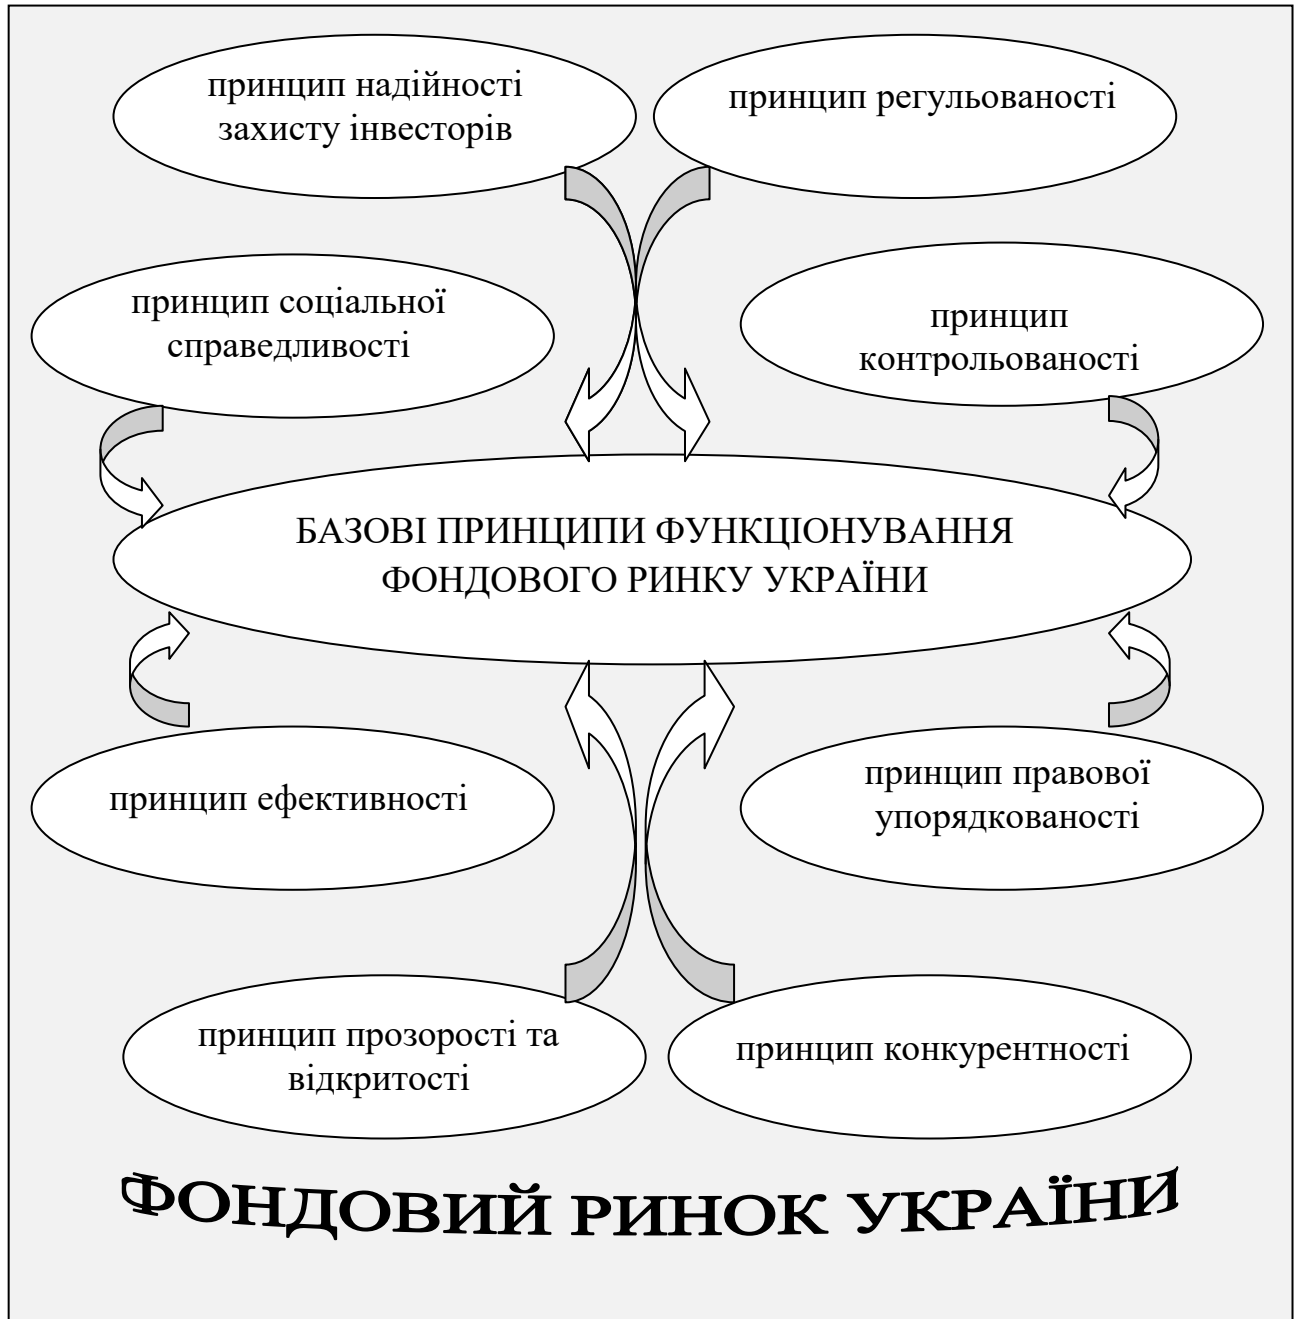 принцип надійності
захисту інвесторів
принцип регульованості
принцип соціальної
справедливості
принцип
контрольованості
БАЗОВІ ПРИНЦИПИ ФУНКЦІОНУВАННЯ
ФОНДОВОГО РИНКУ УКРАЇНИ
принцип ефективності
принцип правової
упорядкованості
принцип прозорості та
відкритості
принцип конкурентності
ФОНДОВИЙ РИНОК УКРАЇНИ